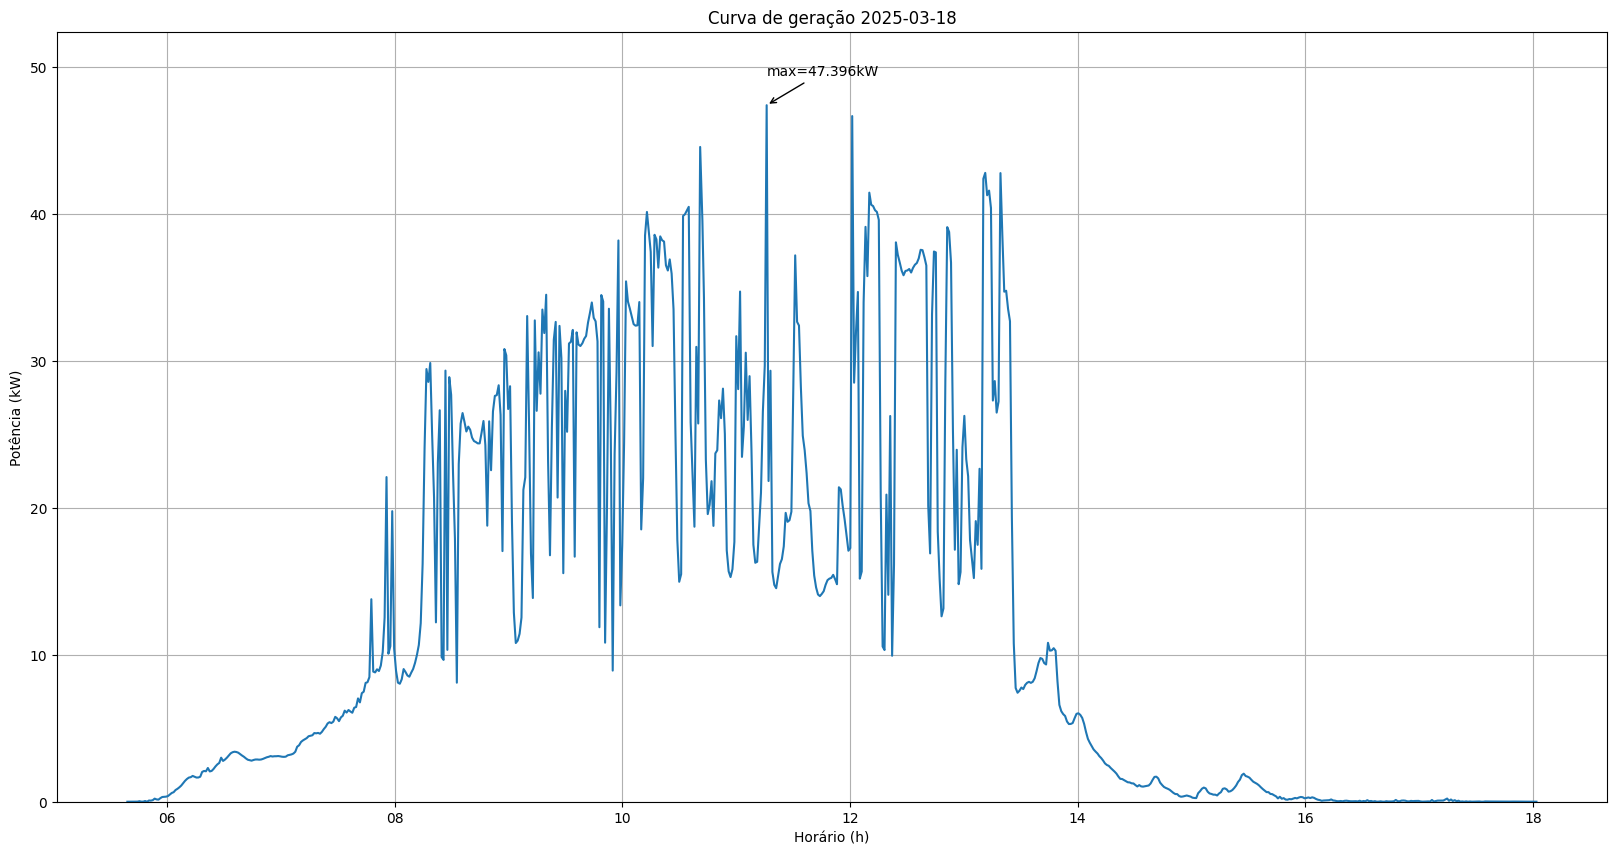 Curva de geração 2025-03-18
max=47.396kW
Potência (kW)
50
40
30
20
10
0
06 08 10 12 14 16 18
Horário (h)